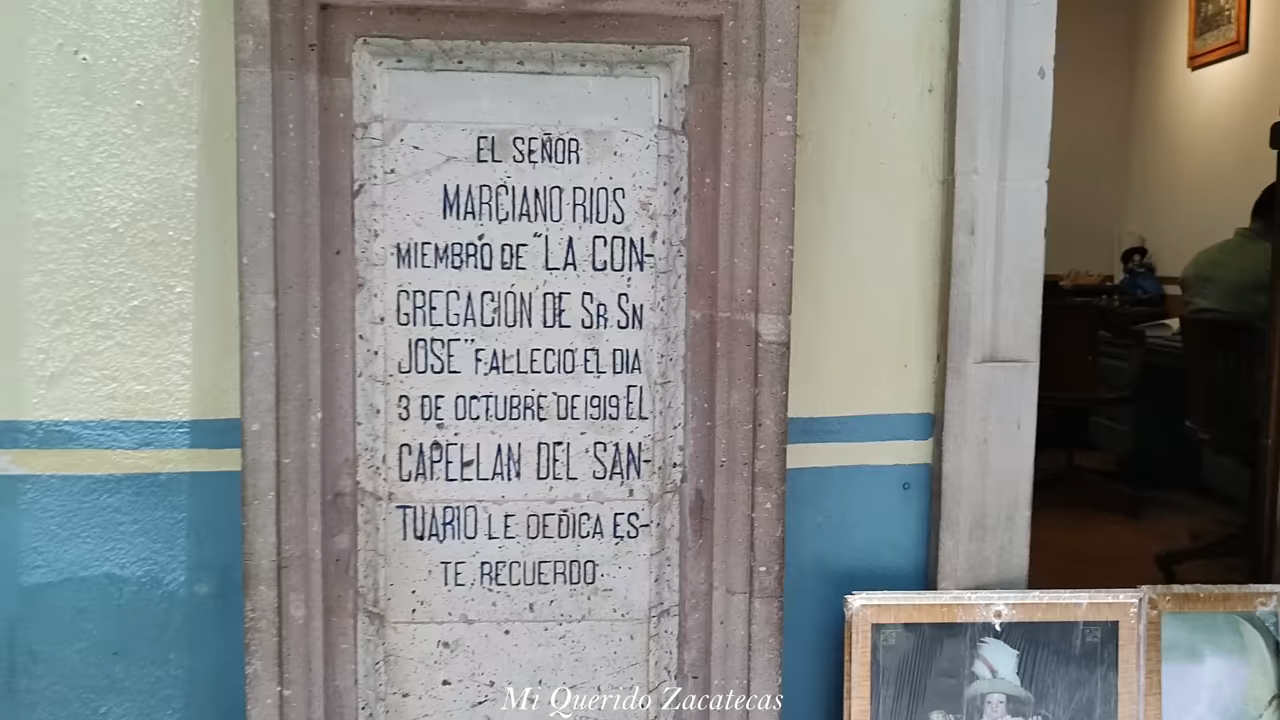 EL SEÑOR
MARCIANO RIOS
MIEMBRO DE "LA CON-
GREGACIÓN DE SR SN
JOSE" FALLECIO EL DIA
3 DE OCTUBRE DE 1919 EL
CAPELLAN DEL SAN-
TUARIO LE DEDICA ES-
TE RECUERDO
Mi Querido Zacatecas